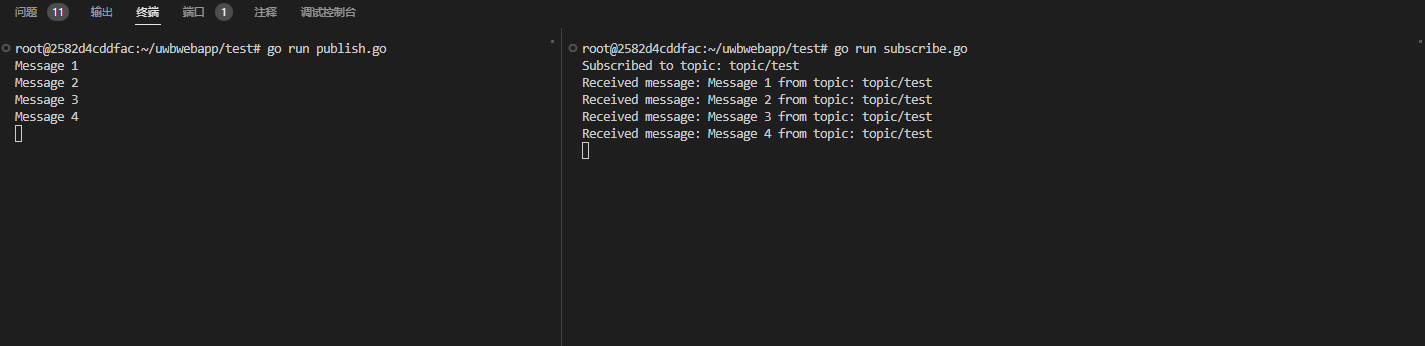 问题 11 输出 终端 端口 1 注释 调试控制台
root@2582d4cddfac:~/uwbwebapp/test# go run publish.go
Message 1
Message 2
Message 3
Message 4
root@2582d4cddfac:~/uwbwebapp/test# go run subscribe.go
Subscribed to topic: topic/test
Received message: Message 1 from topic: topic/test
Received message: Message 2 from topic: topic/test
Received message: Message 3 from topic: topic/test
Received message: Message 4 from topic: topic/test